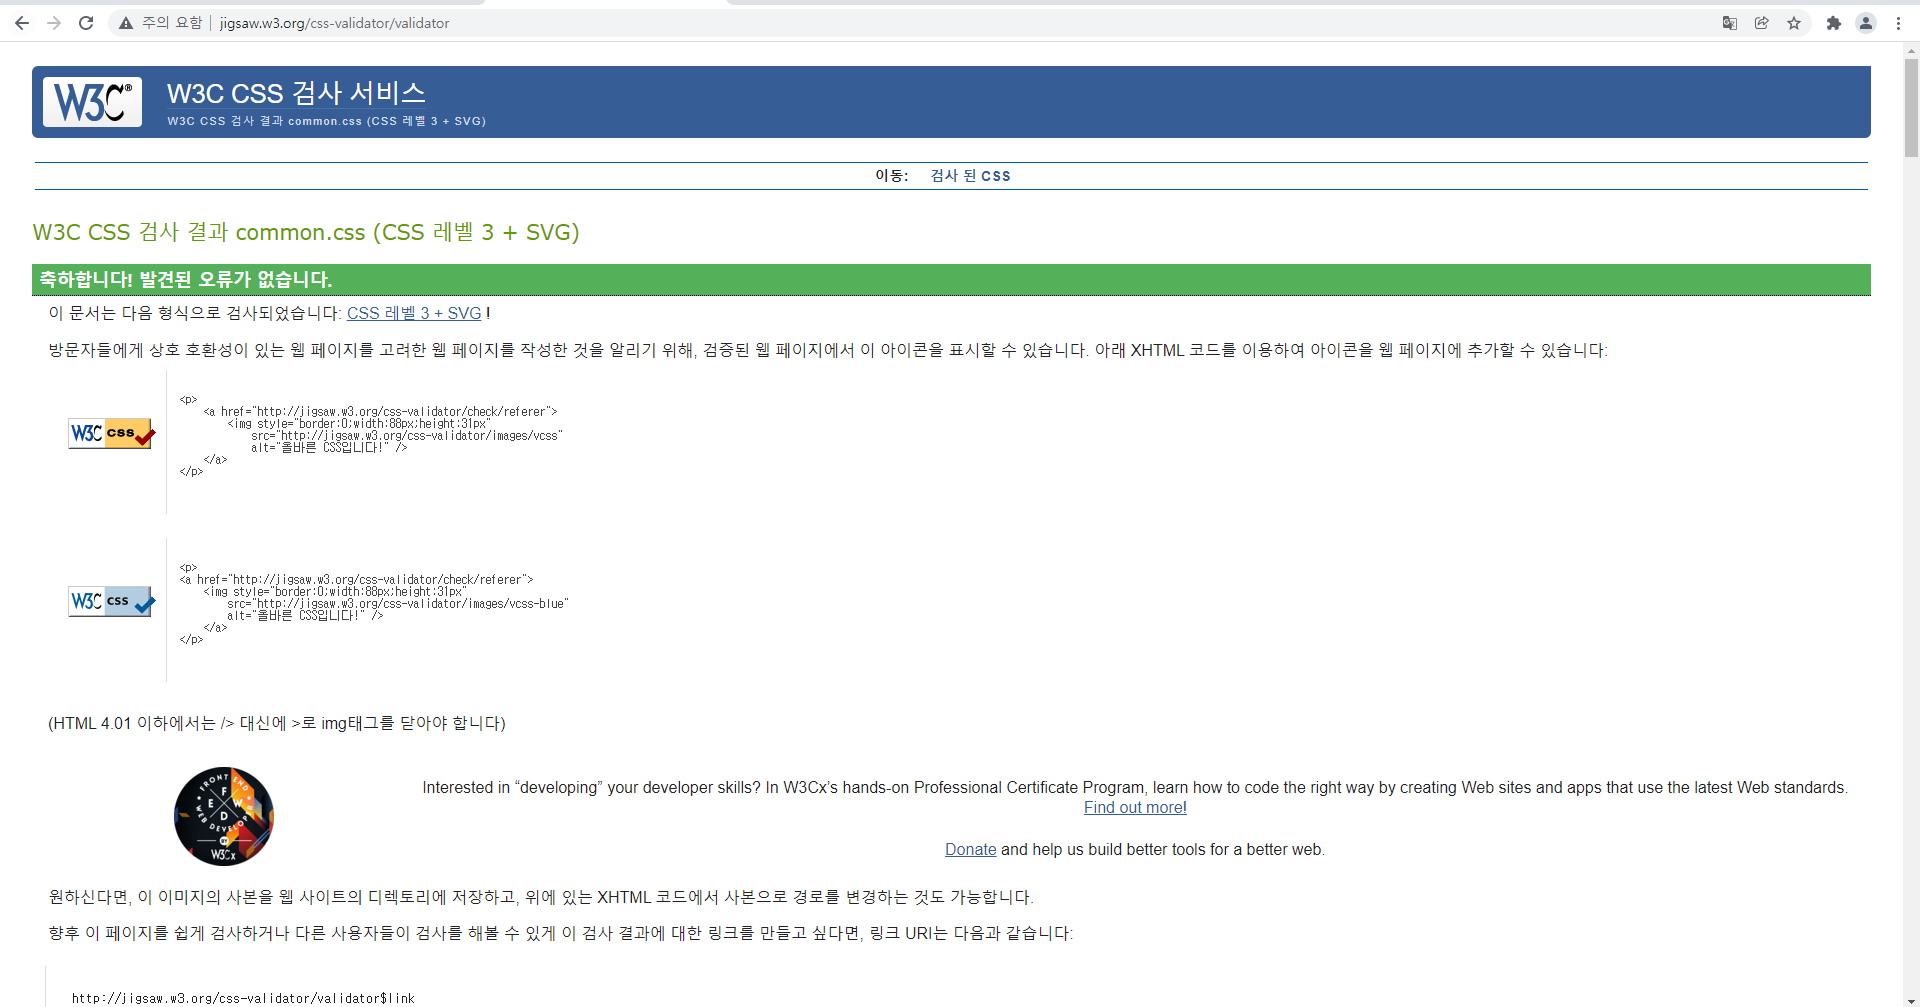 주의 요함 | jigsaw.w3.org/css-validator/validator
W3C®
W3C CSS 검사 서비스
W3C CSS 검사 결과 common.css (CSS 레벨 3 + SVG)
이동: 검사 된 CSS
W3C CSS 검사 결과 common.css (CSS 레벨 3 + SVG)
축하합니다! 발견된 오류가 없습니다.
이 문서는 다음 형식으로 검사되었습니다: CSS 레벨 3 + SVG !
방문자들에게 상호 호환성이 있는 웹 페이지를 고려한 웹 페이지를 작성한 것을 알리기 위해, 검증된 웹 페이지에서 이 아이콘을 표시할 수 있습니다. 아래 XHTML 코드를 이용하여 아이콘을 웹 페이지에 추가할 수 있습니다:
W3C css
<p>
<a href="http://jigsaw.w3.org/css-validator/check/referer">
<img style="border:0;width:88px;height:31px"
src="http://jigsaw.w3.org/css-validator/images/vcss"
alt="올바른 CSS입니다!" />
</a>
</p>
W3C css
<p>
<a href="http://jigsaw.w3.org/css-validator/check/referer">
<img style="border:0;width:88px;height:31px"
src="http://jigsaw.w3.org/css-validator/images/vcss-blue"
alt="올바른 CSS입니다!" />
</a>
</p>
(HTML 4.01 이하에서는 /> 대신에 >로 img태그를 닫아야 합니다)
FRONT END
F
E W
D
WEB DEVELOPER
W3Cx
Interested in “developing” your developer skills? In W3Cx’s hands-on Professional Certificate Program, learn how to code the right way by creating Web sites and apps that use the latest Web standards.
Find out more!
Donate and help us build better tools for a better web.
원하신다면, 이 이미지의 사본을 웹 사이트의 디렉토리에 저장하고, 위에 있는 XHTML 코드에서 사본으로 경로를 변경하는 것도 가능합니다.
향후 이 페이지를 쉽게 검사하거나 다른 사용자들이 검사를 해볼 수 있게 이 검사 결과에 대한 링크를 만들고 싶다면, 링크 URI는 다음과 같습니다:
http://jigsaw.w3.org/css-validator/validator$link